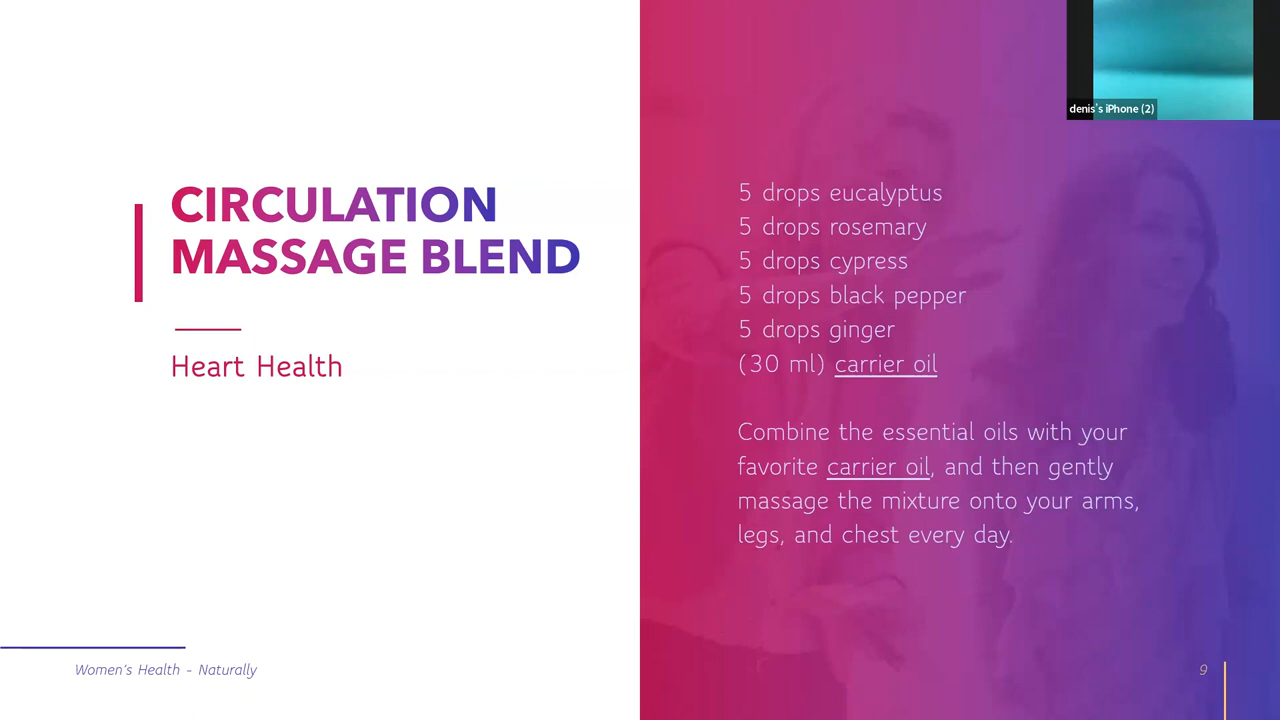 denis's iPhone (2)
CIRCULATION
MASSAGE BLEND
Heart Health
5 drops eucalyptus
5 drops rosemary
5 drops cypress
5 drops black pepper
5 drops ginger
(30 ml) carrier oil
Combine the essential oils with your
favorite carrier oil, and then gently
massage the mixture onto your arms,
legs, and chest every day.
Women's Health - Naturally
9